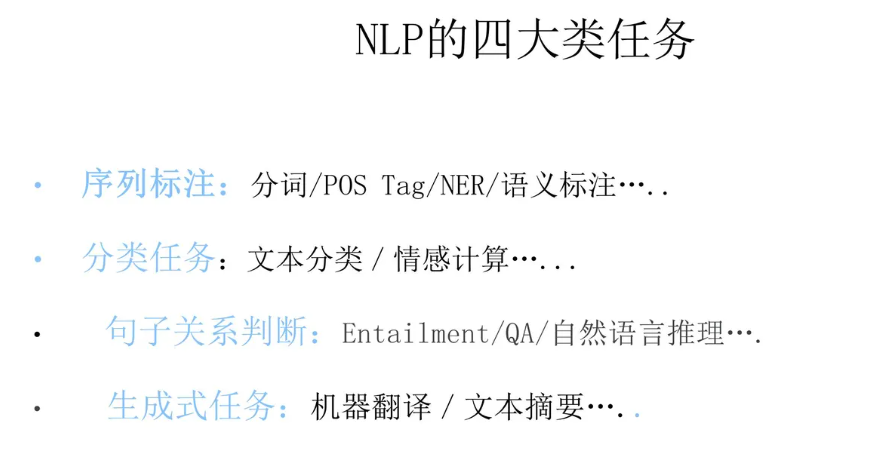 NLP的四大类任务
• 序列标注：分词/POS Tag/NER/语义标注…..
• 分类任务：文本分类/情感计算…...
• 句子关系判断：Entailment/QA/自然语言推理….
• 生成式任务：机器翻译/文本摘要…..